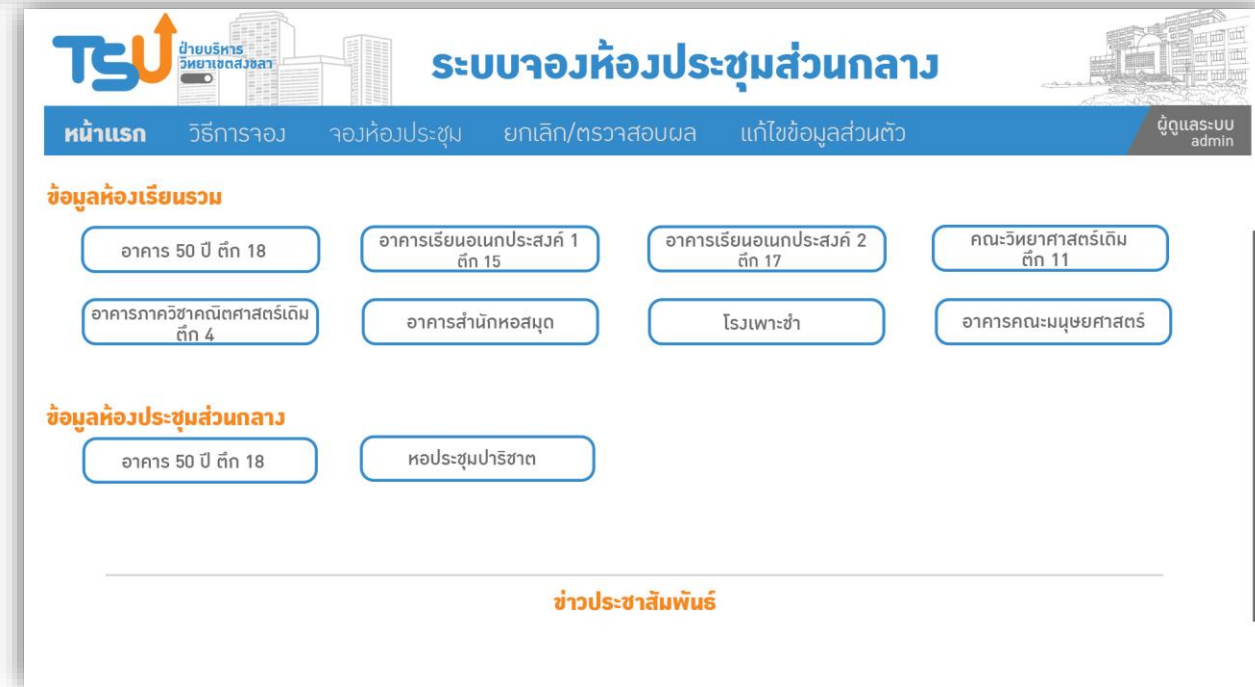 TSU
ฝ่ายบริหาร
วิทยาเขตสงขลา
ระบบจองห้องประชุมส่วนกลาง
หน้าแรก วิธีการจอง จองห้องประชุม ยกเลิก/ตรวจสอบผล แก้ไขข้อมูลส่วนตัว
ผู้ดูแลระบบ
admin
ข้อมูลห้องเรียนรวม
อาคาร 50 ปี ตึก 18
อาคารเรียนอเนกประสงค์ 1
ตึก 15
อาคารเรียนอเนกประสงค์ 2
ตึก 17
คณะวิทยาศาสตร์เดิม
ตึก 11
อาคารภาควิชาคณิตศาสตร์เดิม
ตึก 4
อาคารสำนักหอสมุด
โรงเพาะชำ
อาคารคณะมนุษยศาสตร์
ข้อมูลห้องประชุมส่วนกลาง
อาคาร 50 ปี ตึก 18
หอประชุมปาริชาต
ข่าวประชาสัมพันธ์